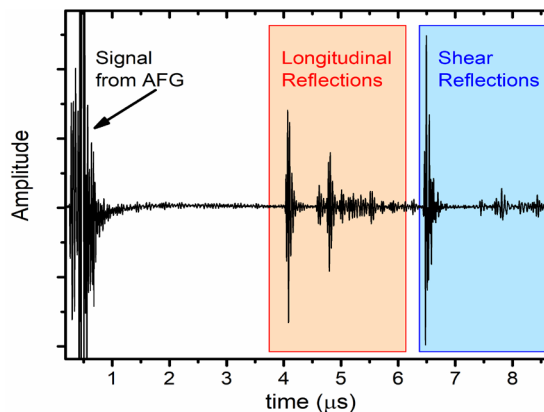 Signal
from AFG
Longitudinal
Reflections
Shear
Reflections
Amplitude
1 2 3 4 5 6 7 8
time (μs)